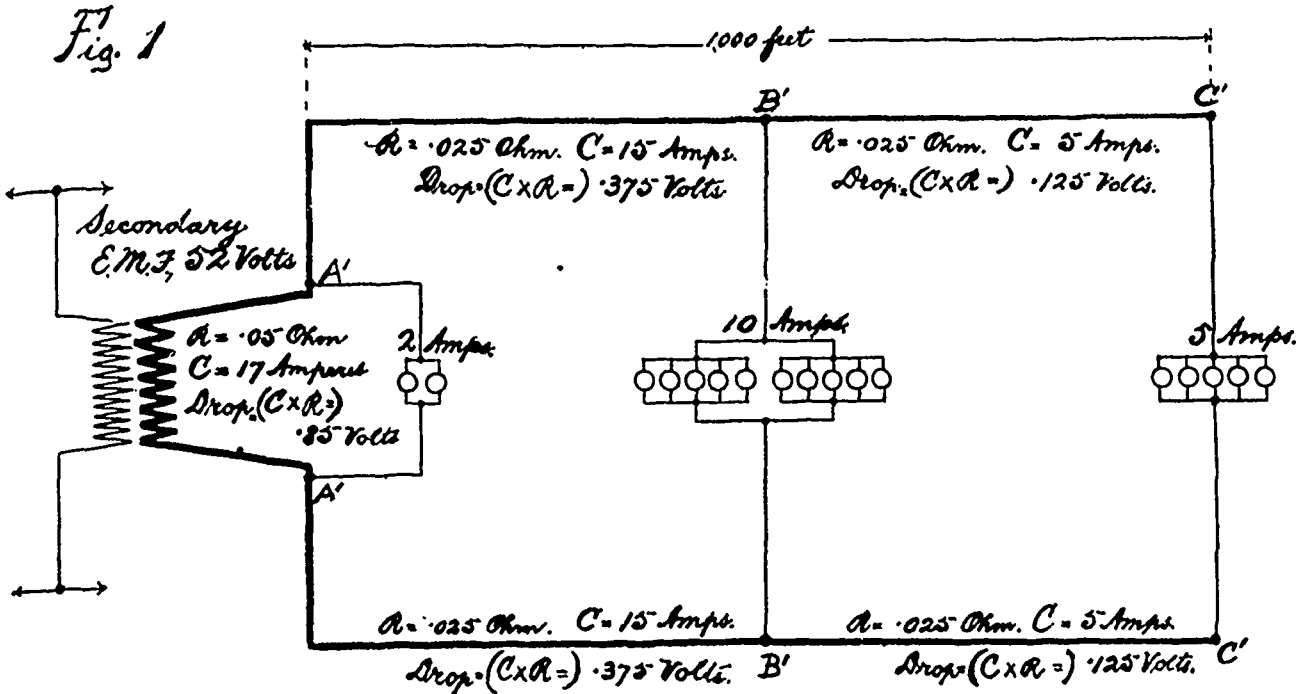 Fig. 1
1,000 feet
B'
C'
R = .025 Ohm. C = 15 Amps.
Drop = (C x R =) .375 Volts
R = .025 Ohm. C = 5 Amps.
Drop = (C x R =) .125 Volts.
Secondary
E.M.F, 52 Volts
A'
R = .05 Ohm
C = 17 Amperes
Drop = (C x R =)
.85 Volts
2 Amps.
10 Amps.
5 Amps.
A'
R = .025 Ohm. C = 15 Amps.
Drop = (C x R =) .375 Volts.
B'
R = .025 Ohm. C = 5 Amps.
Drop = (C x R =) .125 Volts.
C'